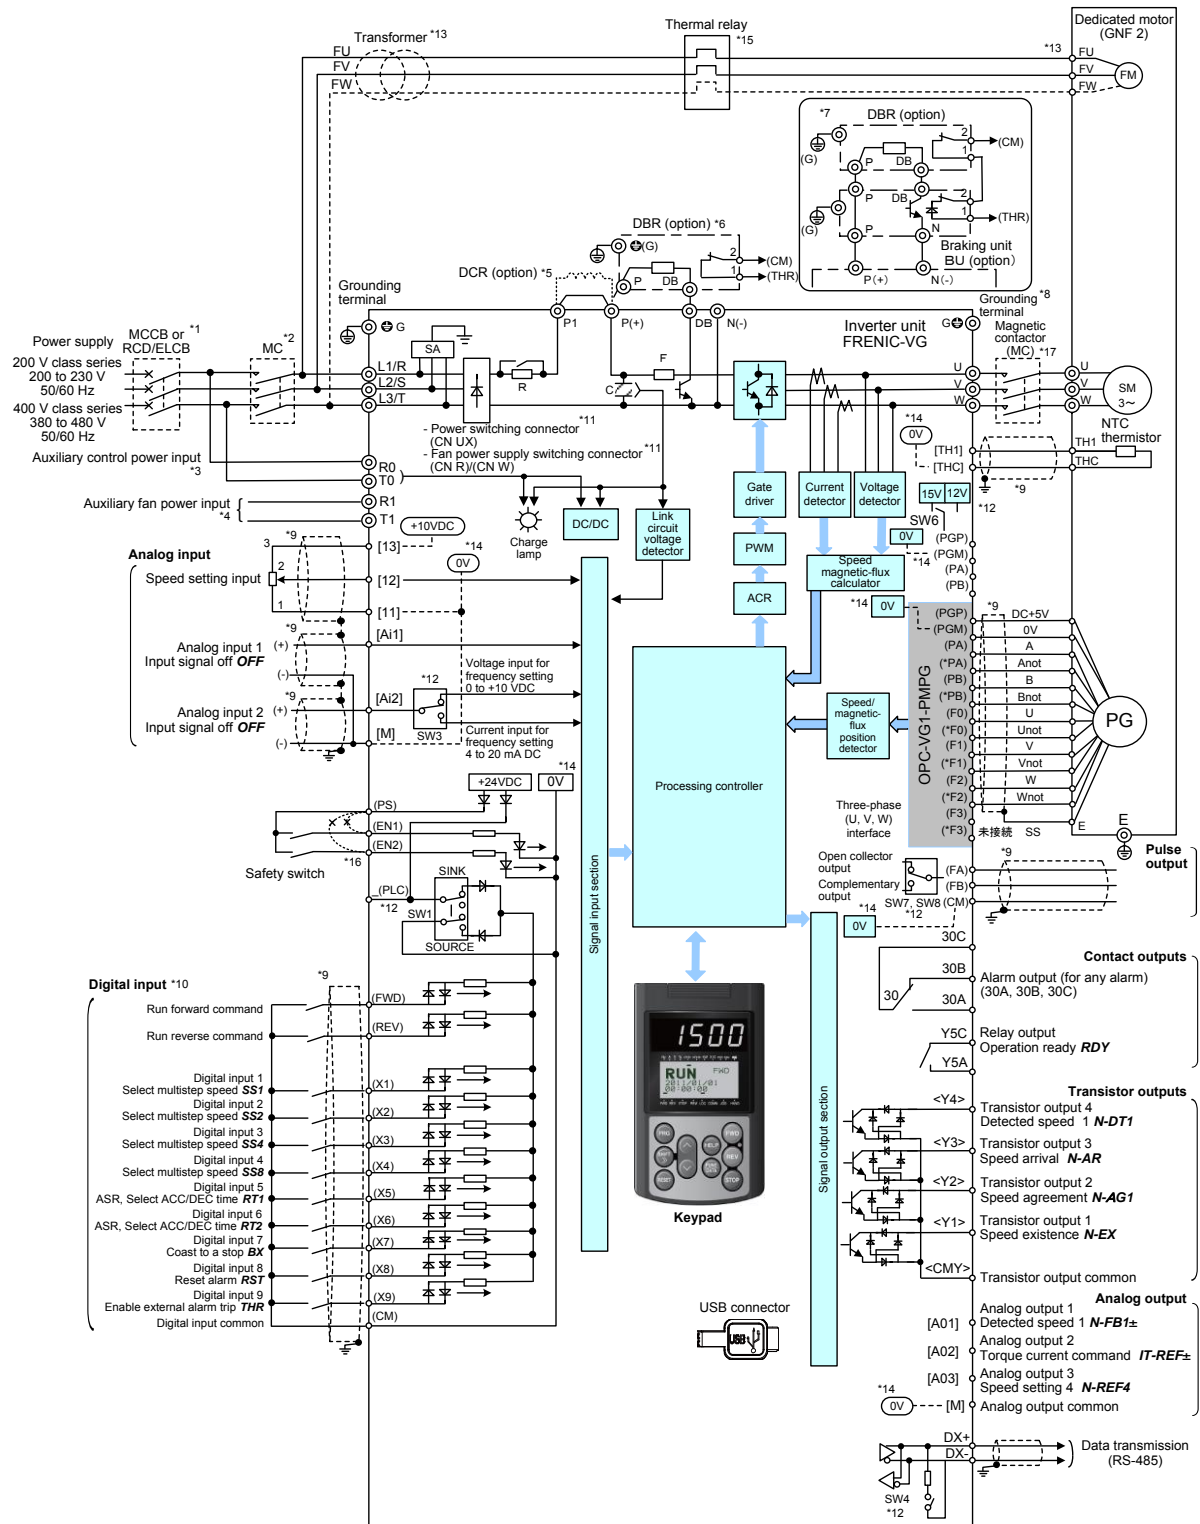 Dedicated motor
(GNF 2)
Thermal relay
*15
Transformer *13
FU
FV
FW
*13
FU
FV
FW
FM
*7
DBR (option)
2
1
(CM)
(G)
P
DB
P
DB
2
1
(THR)
(G)
P
N
Braking unit
BU (option)
P(+)
N(-)
DBR (option) *6
(G)
2
(CM)
1
(THR)
P
DB
DCR (option) *5
Grounding
terminal
G
P1
P(+)
DB
N(-)
Inverter unit
FRENIC-VG
Grounding *8
terminal
G
Magnetic
contactor
(MC) *17
Power supply
200 V class series
200 to 230 V
50/60 Hz
400 V class series
380 to 480 V
50/60 Hz
MCCB or *1
RCD/ELCB
MC
*2
L1/R
L2/S
L3/T
SA
R
F
C
U
V
W
U
V
W
SM
3~
- Power switching connector *11
(CN UX)
- Fan power supply switching connector *11
(CN R)/(CN W)
Auxiliary control power input
*3
R0
T0
Auxiliary fan power input
*4
R1
T1
*14
0V
[TH1]
[THC]
*9
TH1
THC
NTC
thermistor
Charge
lamp
DC/DC
Link
circuit
voltage
detector
Gate
driver
PWM
ACR
Current
detector
Voltage
detector
Speed
magnetic-flux
calculator
15V
12V
SW6
*12
0V
*14
(PGP)
(PGM)
(PA)
(PB)
Analog input
*9
3
2
1
Speed setting input
[13]
+10VDC
[12]
[11]
*14
0V
*9
Analog input 1
Input signal off OFF
(+)
(-)
[Ai1]
*9
Analog input 2
Input signal off OFF
(+)
(-)
[Ai2]
[M]
*12
SW3
Voltage input for
frequency setting
0 to +10 VDC
Current input for
frequency setting
4 to 20 mA DC
Signal input section
Processing controller
Speed/
magnetic-
flux
position
detector
*14
0V
OPC-VG1-PMPG
(PGP)
(PGM)
(PA)
(*PA)
(PB)
(*PB)
(F0)
(*F0)
(F1)
(*F1)
(F2)
(*F2)
(F3)
(*F3)
*9
DC+5V
0V
A
Anot
B
Bnot
U
Unot
V
Vnot
W
Wnot
未接続
SS
E
PG
E
Three-phase
(U, V, W)
interface
+24VDC
*14
0V
(PS)
(EN1)
(EN2)
*16
Safety switch
_(PLC)
*12
SW1
SINK
SOURCE
Open collector
output
Complementary
output
SW7, SW8
*12
(FA)
(FB)
(CM)
*9
Pulse
output
*14
0V
Contact outputs
30C
30B
30A
30
Alarm output (for any alarm)
(30A, 30B, 30C)
Y5C
Y5A
Relay output
Operation ready RDY
Digital input *10
*9
Run forward command
(FWD)
Run reverse command
(REV)
Digital input 1
Select multistep speed SS1
(X1)
Digital input 2
Select multistep speed SS2
(X2)
Digital input 3
Select multistep speed SS4
(X3)
Digital input 4
Select multistep speed SS8
(X4)
Digital input 5
ASR, Select ACC/DEC time RT1
(X5)
Digital input 6
ASR, Select ACC/DEC time RT2
(X6)
Digital input 7
Coast to a stop BX
(X7)
Digital input 8
Reset alarm RST
(X8)
Digital input 9
Enable external alarm trip THR
(X9)
Digital input common
(CM)
1500
RUN
FWD
2011/01/01
00:00:00
PRG
FWD
HELP
SHIFT
REV
FUNC
DATA
RESET
STOP
Keypad
USB connector
USB
Signal output section
Transistor outputs
<Y4>
Transistor output 4
Detected speed 1 N-DT1
<Y3>
Transistor output 3
Speed arrival N-AR
<Y2>
Transistor output 2
Speed agreement N-AG1
<Y1>
Transistor output 1
Speed existence N-EX
<CMY>
Transistor output common
Analog output
[A01]
Analog output 1
Detected speed 1 N-FB1±
[A02]
Analog output 2
Torque current command IT-REF±
[A03]
Analog output 3
Speed setting 4 N-REF4
*14
0V
[M]
Analog output common
DX+
DX-
Data transmission
(RS-485)
SW4
*12